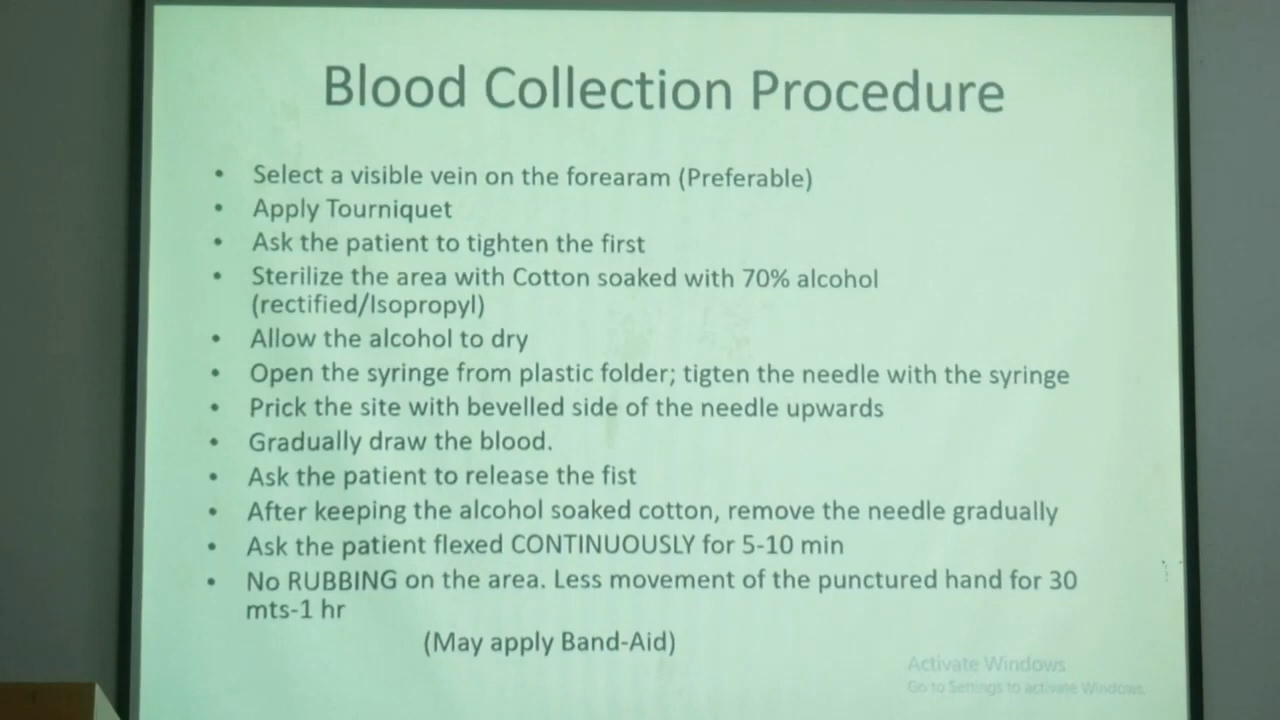 Blood Collection Procedure
• Select a visible vein on the forearam (Preferable)
• Apply Tourniquet
• Ask the patient to tighten the first
• Sterilize the area with Cotton soaked with 70% alcohol
(rectified/Isopropyl)
• Allow the alcohol to dry
• Open the syringe from plastic folder; tigten the needle with the syringe
• Prick the site with bevelled side of the needle upwards
• Gradually draw the blood.
• Ask the patient to release the fist
• After keeping the alcohol soaked cotton, remove the needle gradually
• Ask the patient flexed CONTINUOUSLY for 5-10 min
• No RUBBING on the area. Less movement of the punctured hand for 30
mts-1 hr
(May apply Band-Aid)
Activate Windows
Go to Settings to activate Windows.